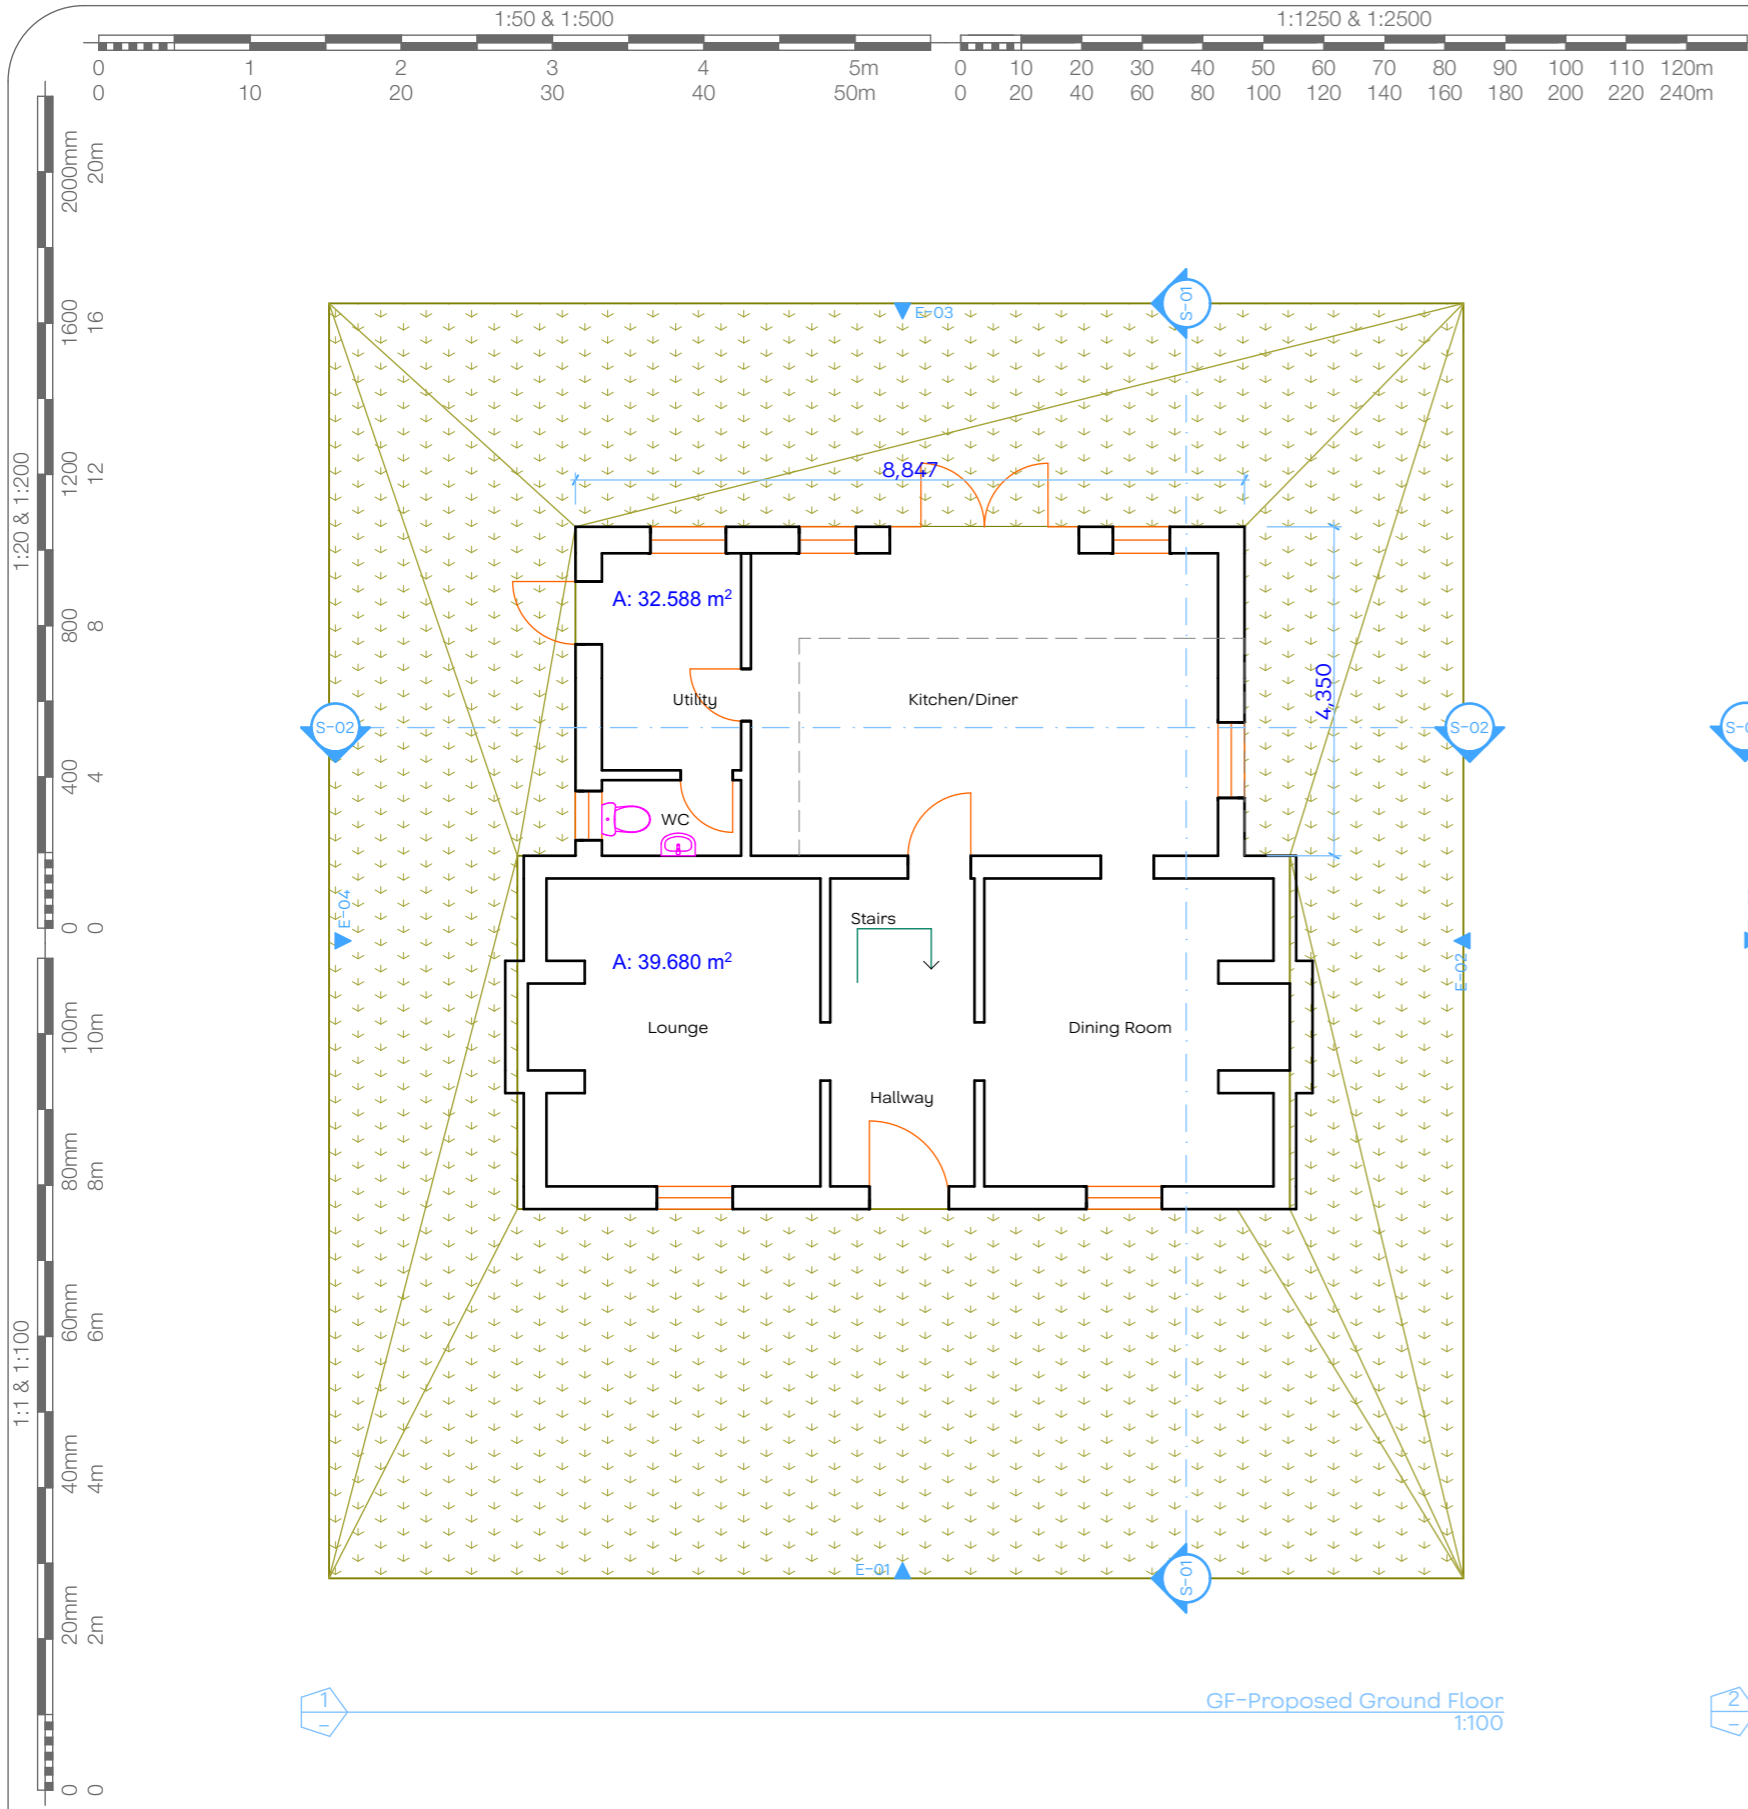 1:50 & 1:500
1:1250 & 1:2500
0 1 2 3 4 5m 0 10 20 30 40 50 60 70 80 90 100 110 120m
0 10 20 30 40 50m 0 20 40 60 80 100 120 140 160 180 200 220 240m
1:20 & 1:200
2000mm 20m
1600 16
1200 12
800 8
400 4
0 0
1:1 & 1:100
100m 10m
80mm 8m
60mm 6m
40mm 4m
20mm 2m
0 0
S-01
E-03
8,847
A: 32.588 m²
4,350
Utility
Kitchen/Diner
S-02
S-02
WC
E-04
Stairs
E-02
A: 39.680 m²
Lounge
Dining Room
Hallway
E-01
S-01
1
-
GF-Proposed Ground Floor
1:100
2
-